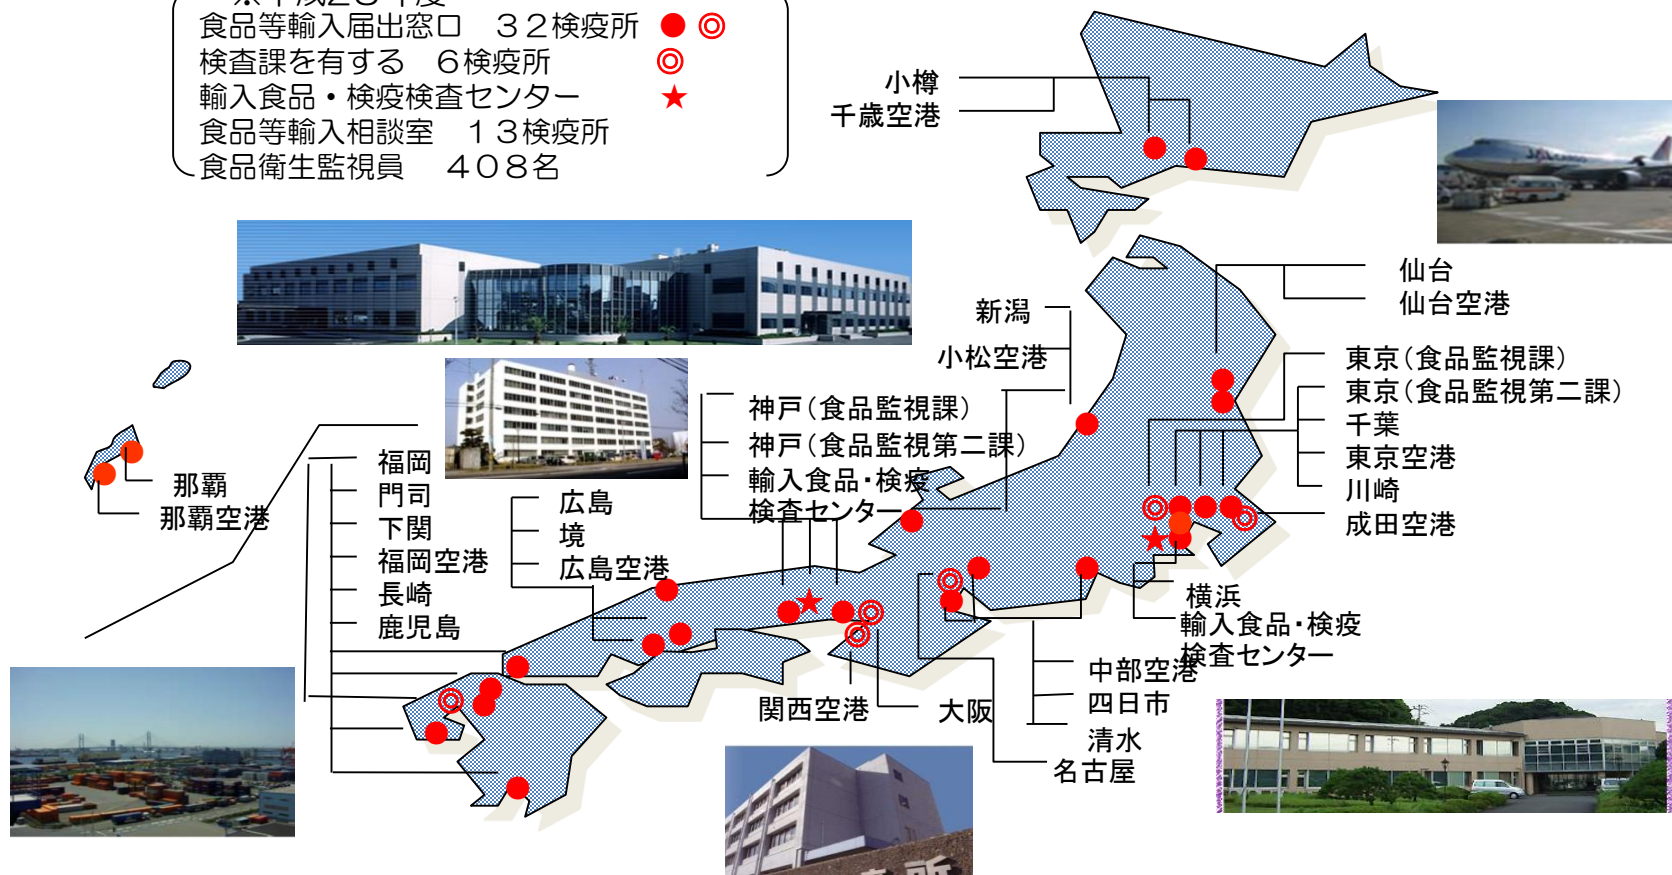 食品等輸入届出窓口　３２検疫所
検査課を有する　６検疫所
輸入食品・検疫検査センター
食品等輸入相談室　１３検疫所
食品衛生監視員　４０８名
小樽
千歳空港
仙台
仙台空港
新潟
小松空港
東京（食品監視課）
東京（食品監視第二課）
千葉
東京空港
川崎
成田空港
神戸（食品監視課）
神戸（食品監視第二課）
輸入食品・検疫
検査センター
那覇
那覇空港
福岡
門司
下関
福岡空港
長崎
鹿児島
広島
境
広島空港
横浜
輸入食品・検疫
検査センター
中部空港
四日市
清水
名古屋
関西空港
大阪
所